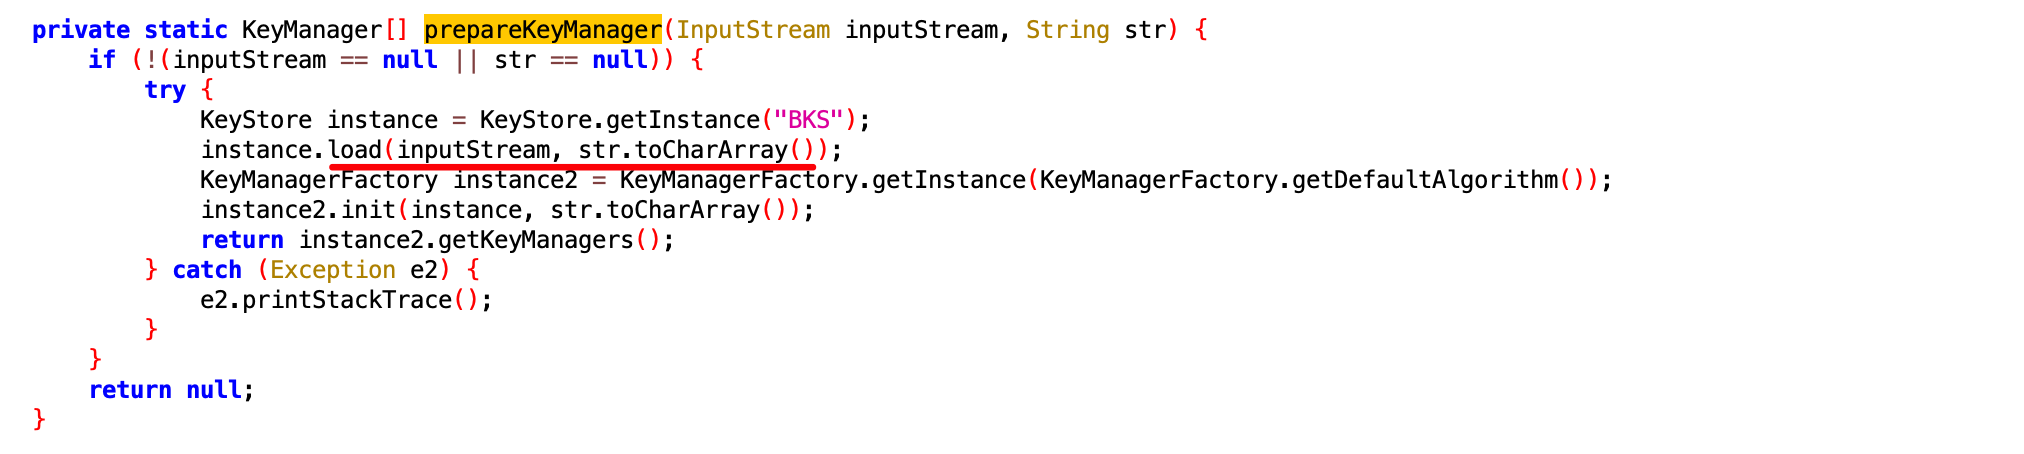 private static KeyManager[] prepareKeyManager(InputStream inputStream, String str) {
    if (!(inputStream == null || str == null)) {
        try {
            KeyStore instance = KeyStore.getInstance("BKS");
            instance.load(inputStream, str.toCharArray());
            KeyManagerFactory instance2 = KeyManagerFactory.getInstance(KeyManagerFactory.getDefaultAlgorithm());
            instance2.init(instance, str.toCharArray());
            return instance2.getKeyManagers();
        } catch (Exception e2) {
            e2.printStackTrace();
        }
    }
    return null;
}